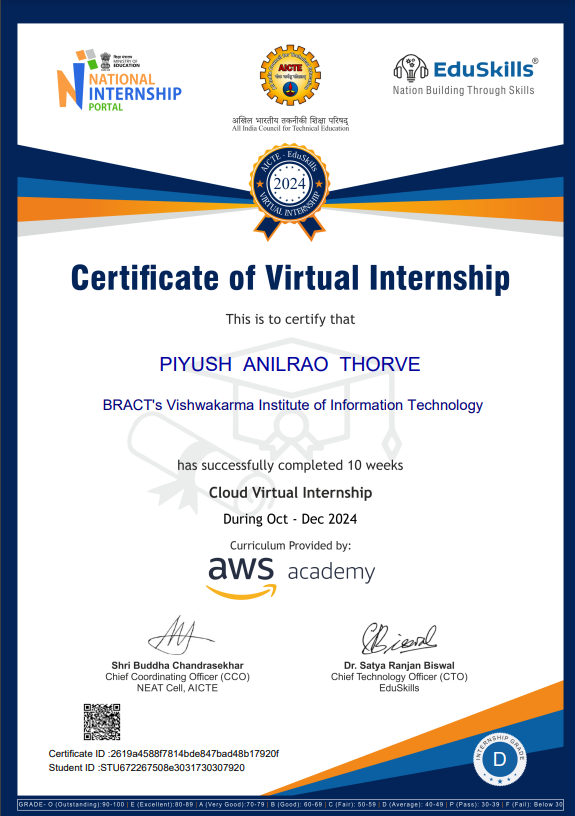 शिक्षा मंत्रालय
MINISTRY OF
EDUCATION
NATIONAL
INTERNSHIP
PORTAL
AICTE
अखिल भारतीय तकनीकी शिक्षा परिषद्
All India Council for Technical Education
EduSkills®
Nation Building Through Skills
AICTE - EduSkills
2024
VIRTUAL INTERNSHIP
Certificate of Virtual Internship
This is to certify that
PIYUSH ANILRAO THORVE
BRACT's Vishwakarma Institute of Information Technology
has successfully completed 10 weeks
Cloud Virtual Internship
During Oct - Dec 2024
Curriculum Provided by:
aws academy
Shri Buddha Chandrasekhar
Chief Coordinating Officer (CCO)
NEAT Cell, AICTE
Dr. Satya Ranjan Biswal
Chief Technology Officer (CTO)
EduSkills
Certificate ID :2619a4588f7814bde847bad48b17920f
Student ID :STU672267508e3031730307920
INTERNSHIP GRADE
D
GRADE- O (Outstanding):90-100 | E (Excellent):80-89 | A (Very Good):70-79 | B (Good): 60-69 | C (Fair): 50-59 | D (Average): 40-49 | P (Pass): 30-39 | F (Fail): Below 30